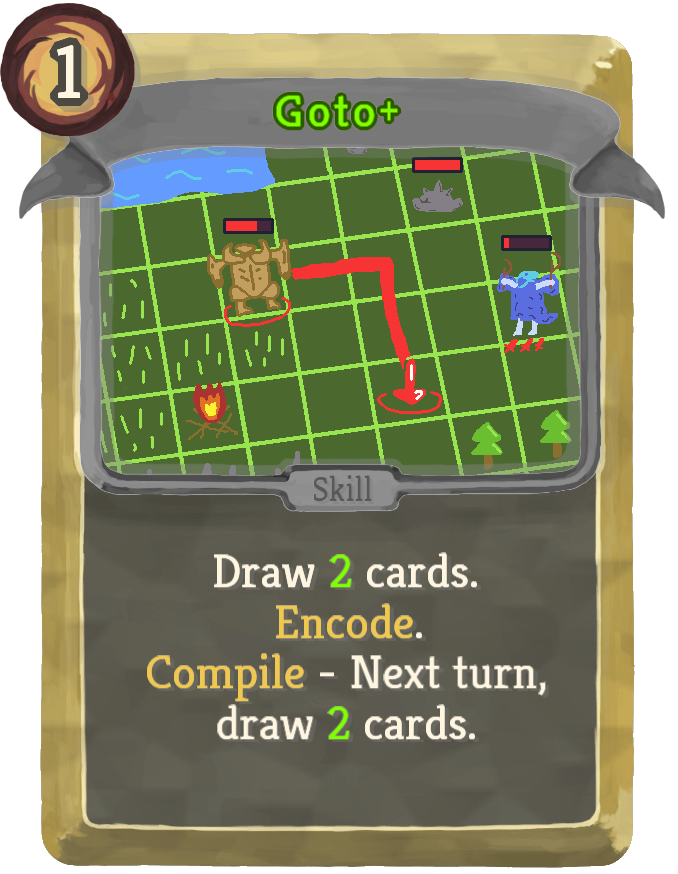 1
Goto+
Skill
Draw 2 cards.
Encode.
Compile - Next turn,
draw 2 cards.